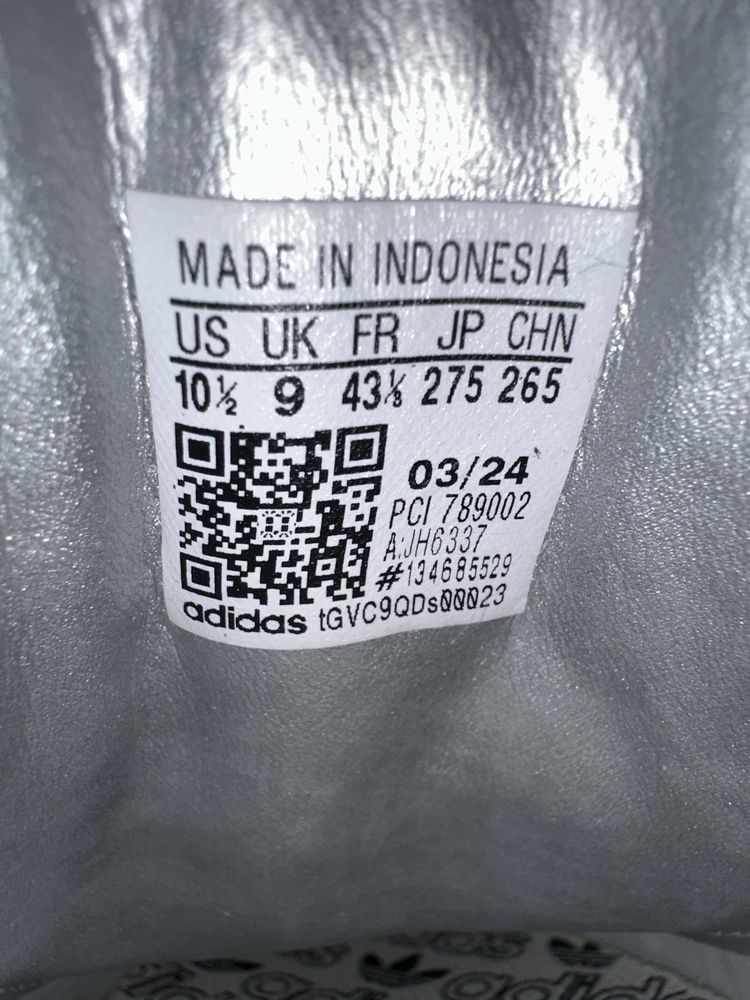 MADE IN INDONESIA
US UK FR JP CHN
10½ 9 43⅓ 275 265
03/24
PCI 789002
A:JH6337
#134685529
adidas tGVC9QDs00023
adidas